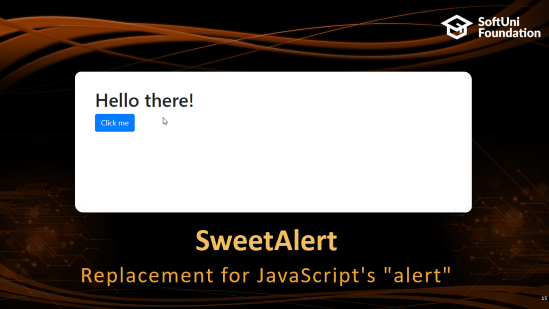 SoftUni
Foundation
Hello there!
Click me
SweetAlert
Replacement for JavaScript's "alert"
15